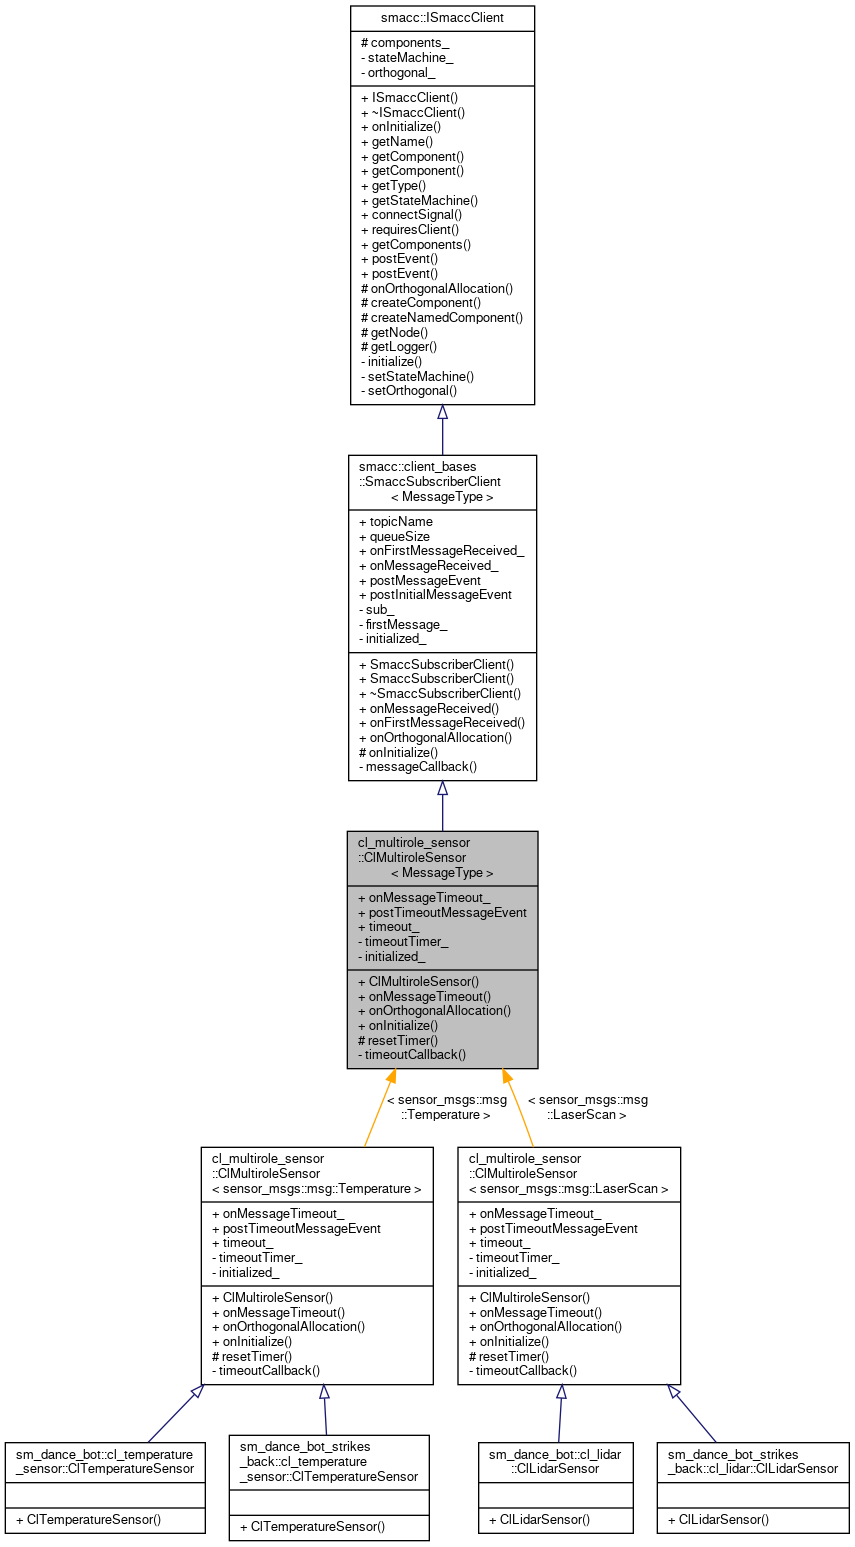 smacc::ISmaccClient
# components_
- stateMachine_
- orthogonal_
+ ISmaccClient()
+ ~ISmaccClient()
+ onInitialize()
+ getName()
+ getComponent()
+ getComponent()
+ getType()
+ getStateMachine()
+ connectSignal()
+ requiresClient()
+ getComponents()
+ postEvent()
+ postEvent()
# onOrthogonalAllocation()
# createComponent()
# createNamedComponent()
# getNode()
# getLogger()
- initialize()
- setStateMachine()
- setOrthogonal()
smacc::client_bases
::SmaccSubscriberClient
< MessageType >
+ topicName
+ queueSize
+ onFirstMessageReceived_
+ onMessageReceived_
+ postMessageEvent
+ postInitialMessageEvent
- sub_
- firstMessage_
- initialized_
+ SmaccSubscriberClient()
+ SmaccSubscriberClient()
+ ~SmaccSubscriberClient()
+ onMessageReceived()
+ onFirstMessageReceived()
+ onOrthogonalAllocation()
# onInitialize()
- messageCallback()
cl_multirole_sensor
::ClMultiroleSensor
< MessageType >
+ onMessageTimeout_
+ postTimeoutMessageEvent
+ timeout_
- timeoutTimer_
- initialized_
+ ClMultiroleSensor()
+ onMessageTimeout()
+ onOrthogonalAllocation()
+ onInitialize()
# resetTimer()
- timeoutCallback()
< sensor_msgs::msg
::Temperature >
< sensor_msgs::msg
::LaserScan >
cl_multirole_sensor
::ClMultiroleSensor
< sensor_msgs::msg::Temperature >
+ onMessageTimeout_
+ postTimeoutMessageEvent
+ timeout_
- timeoutTimer_
- initialized_
+ ClMultiroleSensor()
+ onMessageTimeout()
+ onOrthogonalAllocation()
+ onInitialize()
# resetTimer()
- timeoutCallback()
cl_multirole_sensor
::ClMultiroleSensor
< sensor_msgs::msg::LaserScan >
+ onMessageTimeout_
+ postTimeoutMessageEvent
+ timeout_
- timeoutTimer_
- initialized_
+ ClMultiroleSensor()
+ onMessageTimeout()
+ onOrthogonalAllocation()
+ onInitialize()
# resetTimer()
- timeoutCallback()
sm_dance_bot::cl_temperature
_sensor::ClTemperatureSensor
+ ClTemperatureSensor()
sm_dance_bot_strikes
_back::cl_temperature
_sensor::ClTemperatureSensor
+ ClTemperatureSensor()
sm_dance_bot::cl_lidar
::ClLidarSensor
+ ClLidarSensor()
sm_dance_bot_strikes
_back::cl_lidar::ClLidarSensor
+ ClLidarSensor()